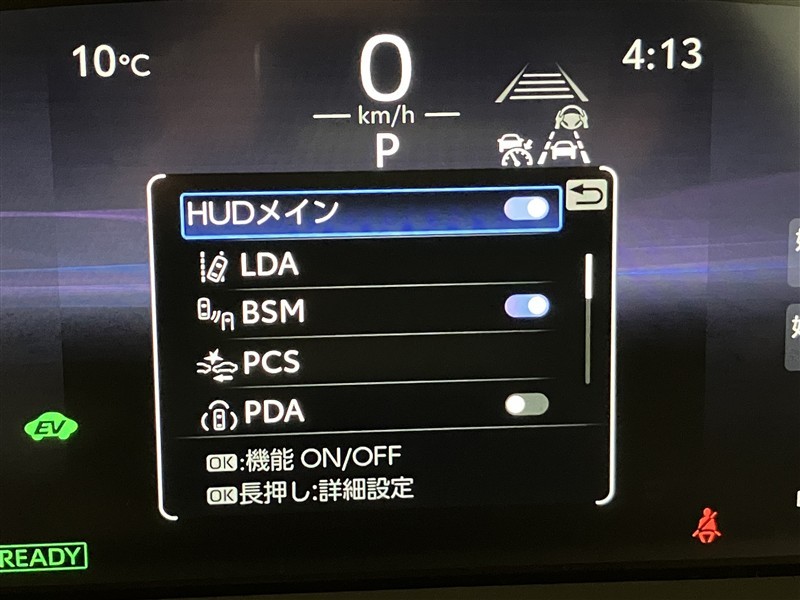 10℃
0
4:13
km/h
P
HUDメイン
LDA
BSM
PCS
PDA
OK:機能 ON/OFF
OK長押し:詳細設定
EV
READY